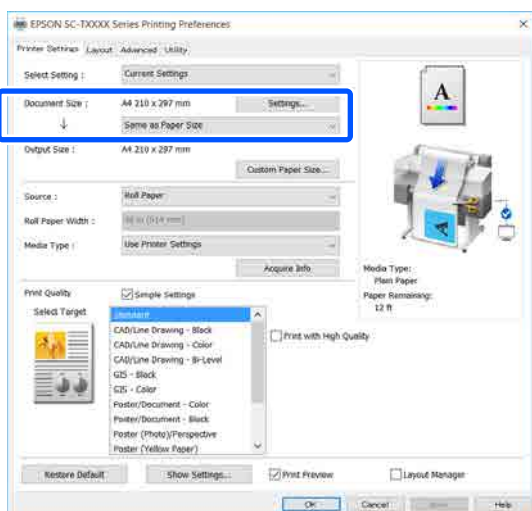 EPSON SC-TXXXX Series Printing Preferences
Printer Settings Layout Advanced Utility
Select Setting : Current Settings
Document Size : A4 210 x 297 mm Settings...
↓ Same as Paper Size
Output Size : A4 210 x 297 mm
Custom Paper Size...
Source : Roll Paper
Roll Paper Width :
Media Type : Use Printer Settings
Acquire Info
A
Media Type:
Plain Paper
Paper Remaining:
12 ft
Print Quality Simple Settings
Select Target
Standard
CAD/Line Drawing - Black
CAD/Line Drawing - Color
CAD/Line Drawing - Bi-Level
GIS - Black
GIS - Color
Poster/Document - Color
Poster/Document - Black
Poster (Photo)/Perspective
Poster (Yellow Paper)
Print with High Quality
Restore Default Show Settings... Print Preview Layout Manager
OK Cancel Help